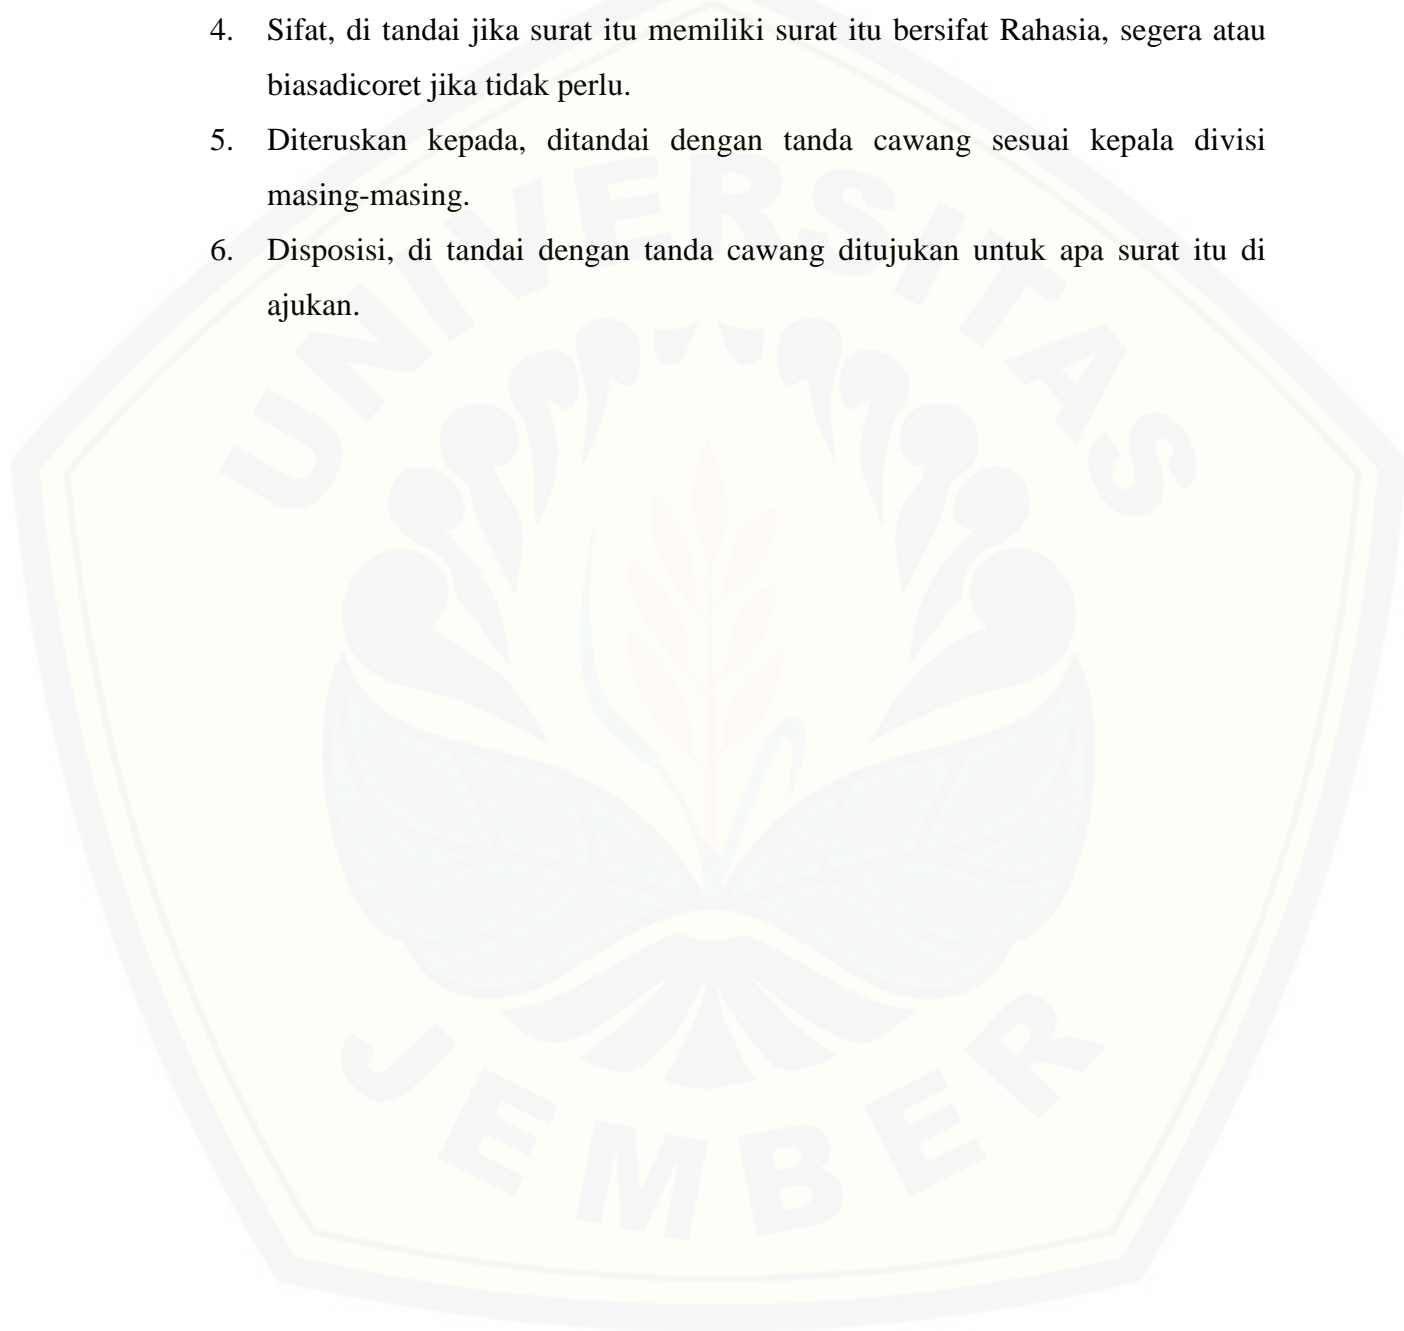 4. Sifat, di tandai jika surat itu memiliki surat itu bersifat Rahasia, segera atau
biasadicoret jika tidak perlu.
5. Diteruskan kepada, ditandai dengan tanda cawang sesuai kepala divisi
masing-masing.
6. Disposisi, di tandai dengan tanda cawang ditujukan untuk apa surat itu di
ajukan.
UNIVERSITAS
JEMBER